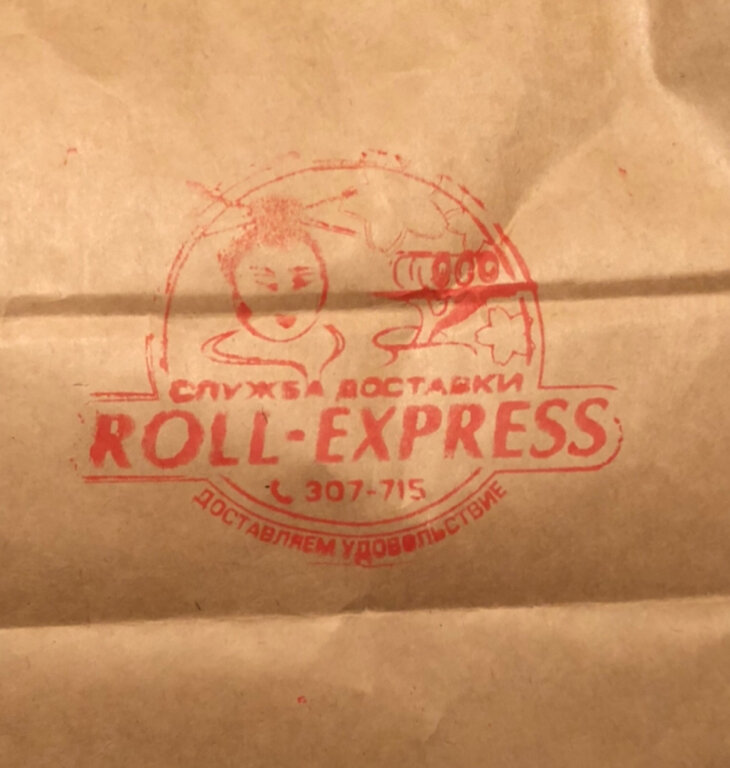 СЛУЖБА ДОСТАВКИ
ROLL-EXPRESS
307-715
ДОСТАВЛЯЕМ УДОВОЛЬСТВИЕ